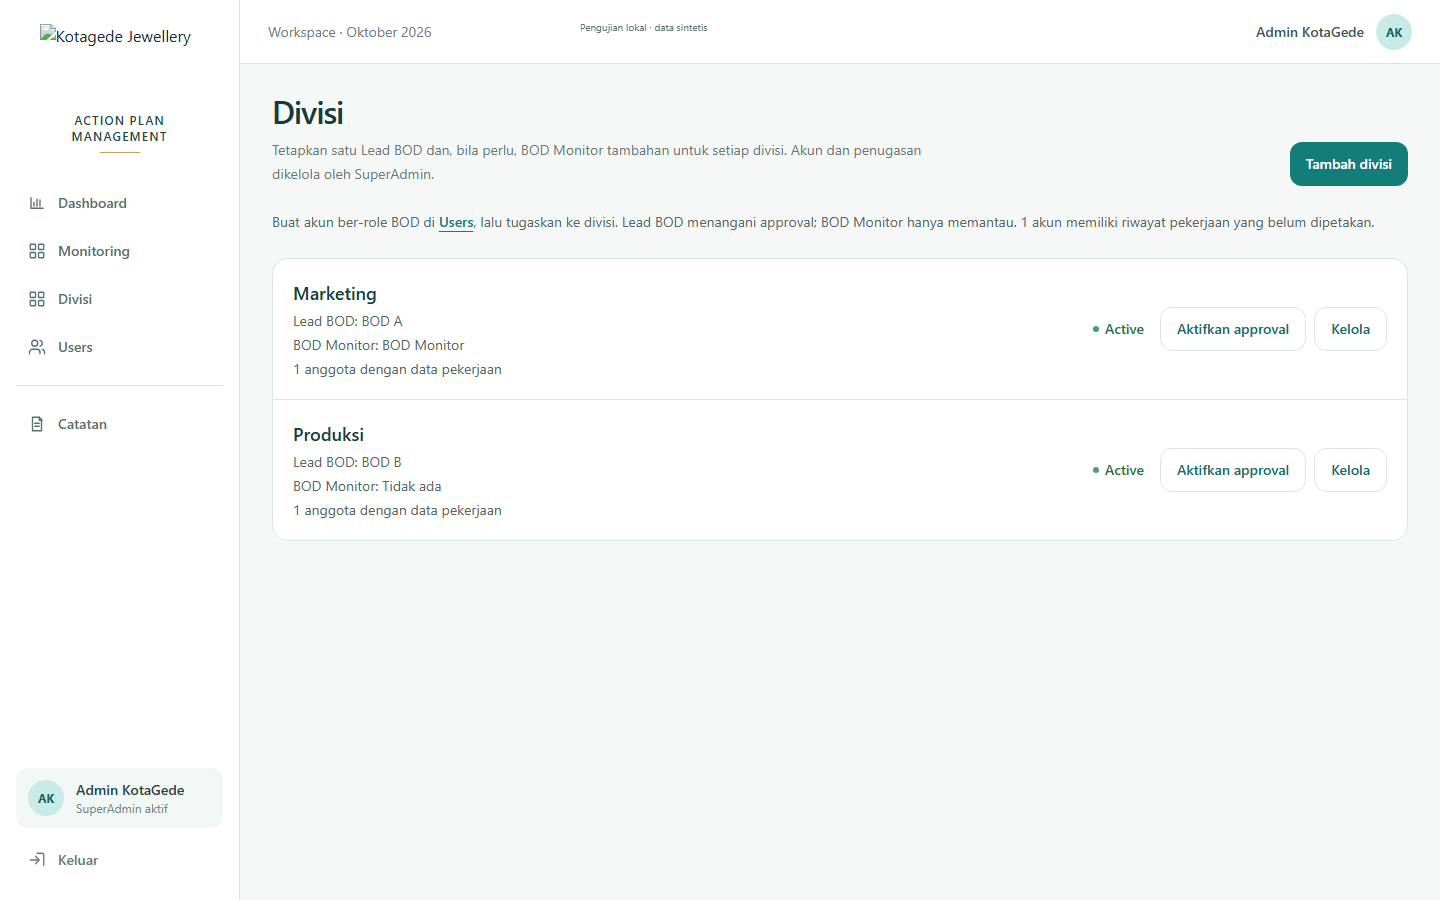 Kotagede Jewellery
ACTION PLAN
MANAGEMENT
Dashboard
Monitoring
Divisi
Users
Catatan
Admin KotaGede
SuperAdmin aktif
AK
Keluar
Workspace · Oktober 2026
Pengujian lokal · data sintetis
Admin KotaGede
AK
Divisi
Tetapkan satu Lead BOD dan, bila perlu, BOD Monitor tambahan untuk setiap divisi. Akun dan penugasan
dikelola oleh SuperAdmin.
Tambah divisi
Buat akun ber-role BOD di Users, lalu tugaskan ke divisi. Lead BOD menangani approval; BOD Monitor hanya memantau. 1 akun memiliki riwayat pekerjaan yang belum dipetakan.
Marketing
Lead BOD: BOD A
BOD Monitor: BOD Monitor
1 anggota dengan data pekerjaan
Active
Aktifkan approval
Kelola
Produksi
Lead BOD: BOD B
BOD Monitor: Tidak ada
1 anggota dengan data pekerjaan
Active
Aktifkan approval
Kelola